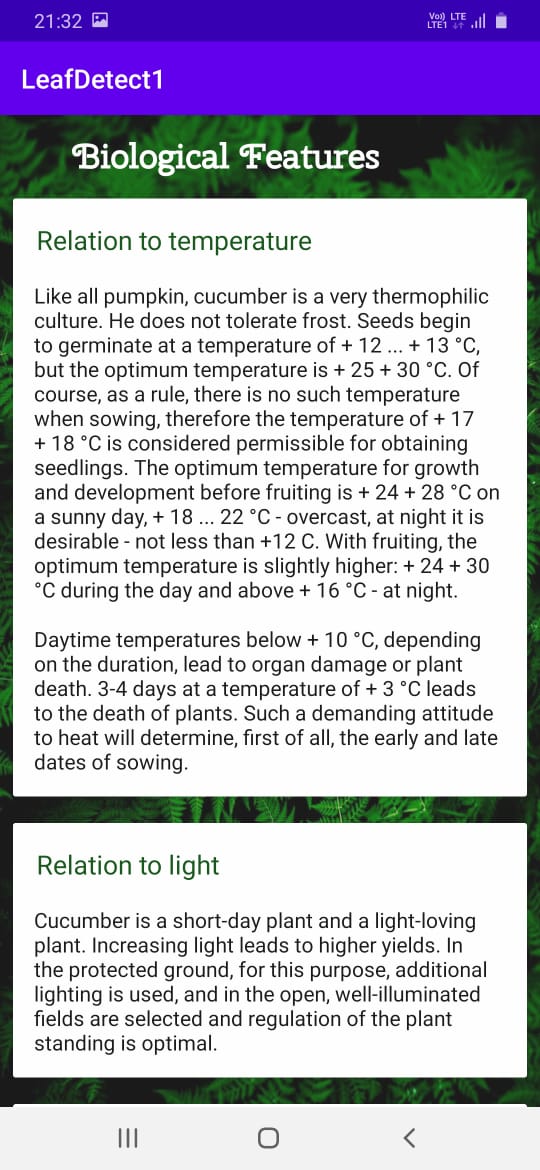 21:32
Vo)) LTE
LTE1
LeafDetect1
Biological Features
Relation to temperature
Like all pumpkin, cucumber is a very thermophilic
culture. He does not tolerate frost. Seeds begin
to germinate at a temperature of + 12 ... + 13 °C,
but the optimum temperature is + 25 + 30 °C. Of
course, as a rule, there is no such temperature
when sowing, therefore the temperature of + 17
+ 18 °C is considered permissible for obtaining
seedlings. The optimum temperature for growth
and development before fruiting is + 24 + 28 °C on
a sunny day, + 18 ... 22 °C - overcast, at night it is
desirable - not less than +12 C. With fruiting, the
optimum temperature is slightly higher: + 24 + 30
°C during the day and above + 16 °C - at night.
Daytime temperatures below + 10 °C, depending
on the duration, lead to organ damage or plant
death. 3-4 days at a temperature of + 3 °C leads
to the death of plants. Such a demanding attitude
to heat will determine, first of all, the early and late
dates of sowing.
Relation to light
Cucumber is a short-day plant and a light-loving
plant. Increasing light leads to higher yields. In
the protected ground, for this purpose, additional
lighting is used, and in the open, well-illuminated
fields are selected and regulation of the plant
standing is optimal.